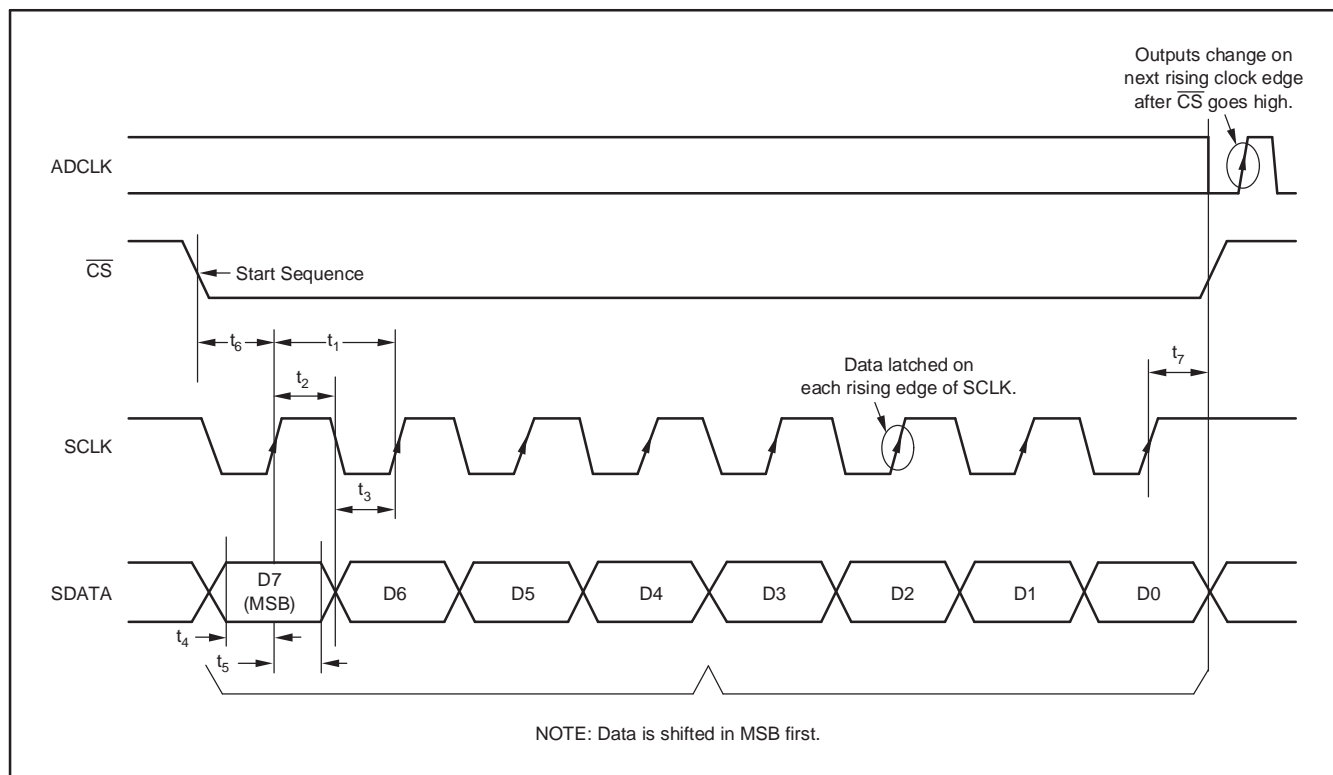 Outputs change on
next rising clock edge
after C̅S̅ goes high.
ADCLK
C̅S̅
Start Sequence
t6
t1
t2
t7
Data latched on
each rising edge of SCLK.
SCLK
t3
SDATA
D7
(MSB)
D6
D5
D4
D3
D2
D1
D0
t4
t5
NOTE: Data is shifted in MSB first.